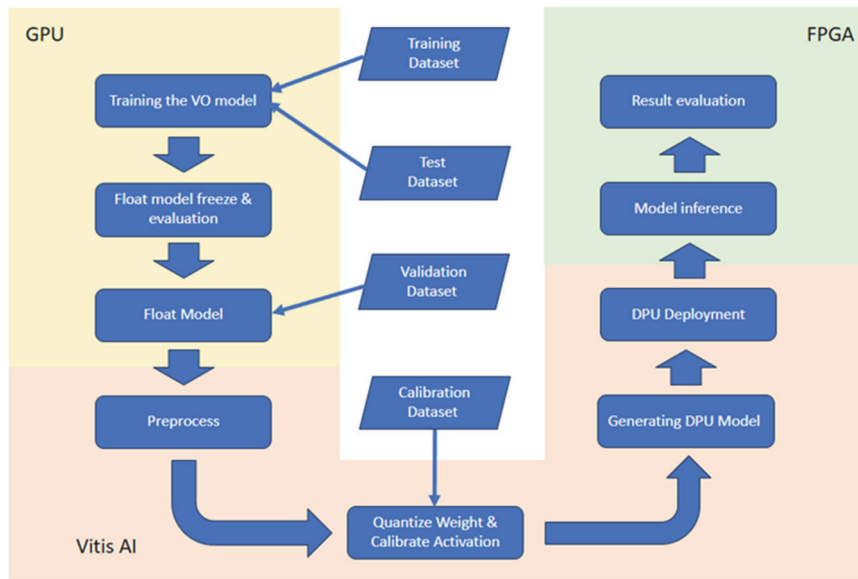 GPU
FPGA
Training
Dataset
Training the VO model
Result evaluation
Test
Dataset
Float model freeze &
evaluation
Model inference
Validation
Dataset
Float Model
DPU Deployment
Calibration
Dataset
Preprocess
Generating DPU Model
Quantize Weight &
Calibrate Activation
Vitis AI